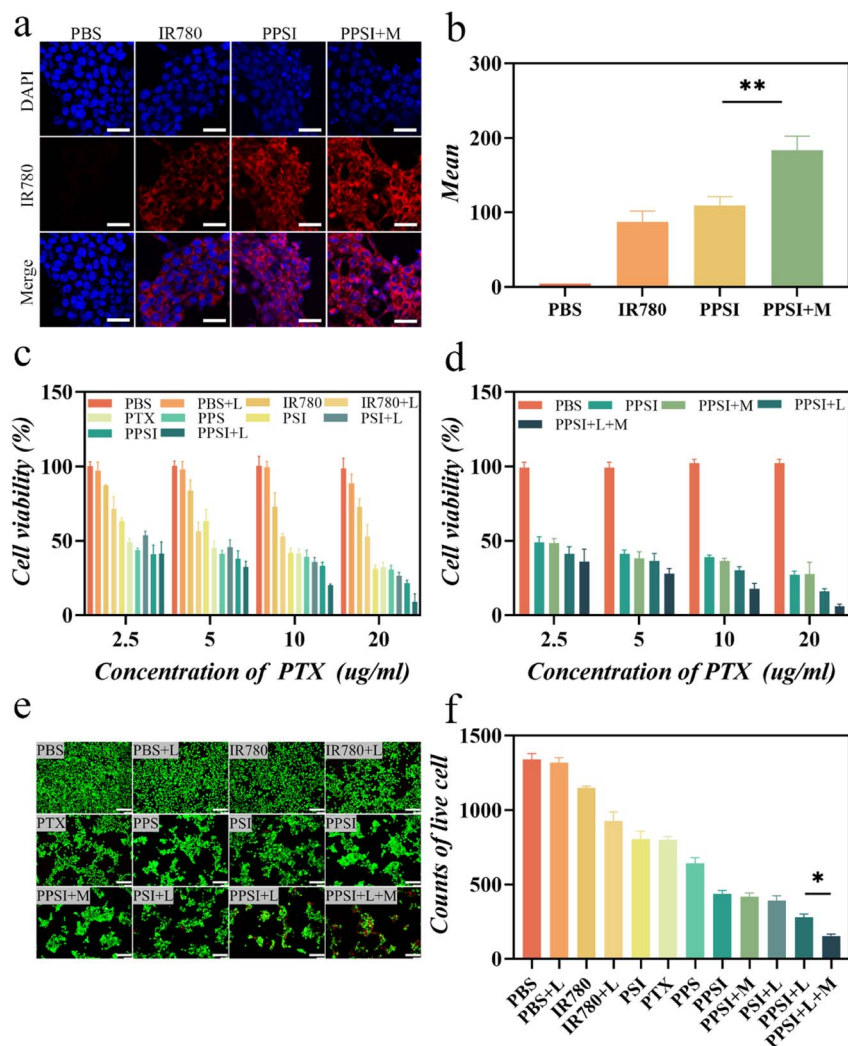 a
PBS IR780 PPSI PPSI+M
DAPI
IR780
Merge
b
Mean
300
200
100
0
**
PBS IR780 PPSI PPSI+M
c
Cell viability (%)
150
100
50
0
PBS PBS+L IR780 IR780+L
PTX PPS PSI PSI+L
PPSI PPSI+L
2.5 5 10 20
Concentration of PTX (ug/ml)
d
Cell viability (%)
150
100
50
0
PBS PPSI PPSI+M PPSI+L
PPSI+L+M
2.5 5 10 20
Concentration of PTX (ug/ml)
e
PBS PBS+L IR780 IR780+L
PTX PPS PSI PPSI
PPSI+M PSI+L PPSI+L PPSI+L+M
f
Counts of live cell
1500
1000
500
0
*
PBS PBS+L IR780 IR780+L PSI PTX PPS PPSI PPSI+M PSI+L PPSI+L PPSI+L+M